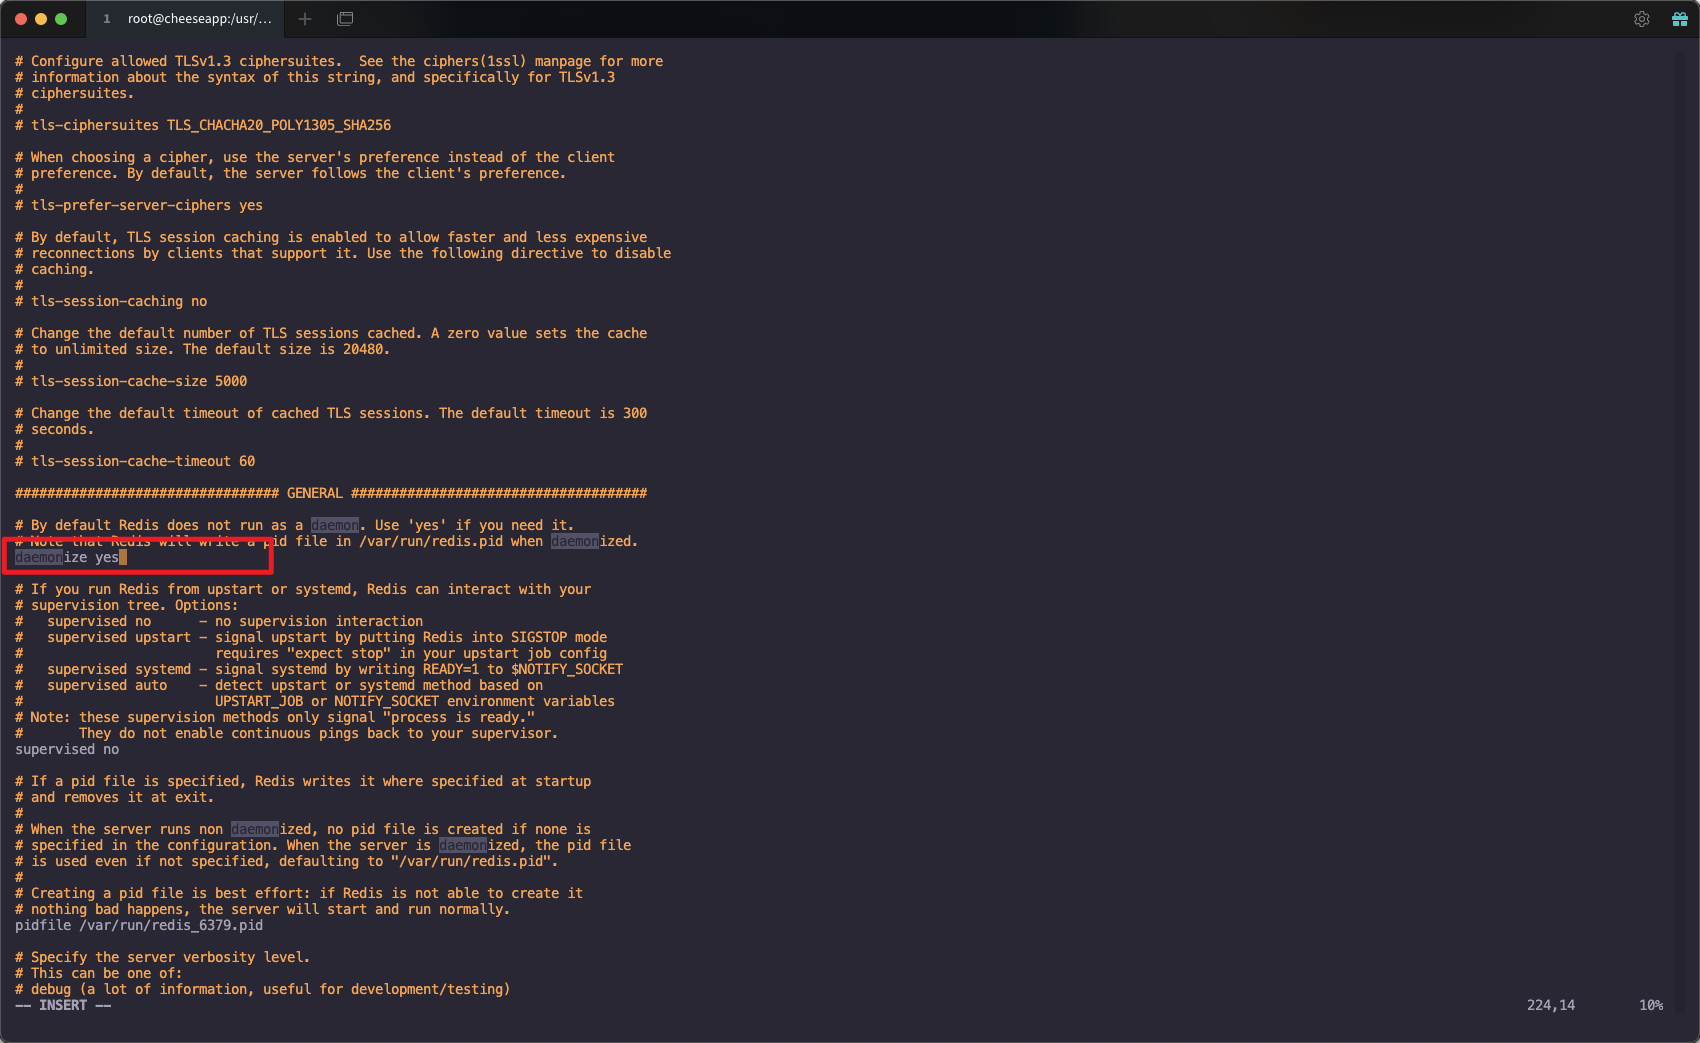 1 root@cheeseapp:/usr/...
# Configure allowed TLSv1.3 ciphersuites.  See the ciphers(1ssl) manpage for more
# information about the syntax of this string, and specifically for TLSv1.3
# ciphersuites.
#
# tls-ciphersuites TLS_CHACHA20_POLY1305_SHA256
# When choosing a cipher, use the server's preference instead of the client
# preference. By default, the server follows the client's preference.
#
# tls-prefer-server-ciphers yes
# By default, TLS session caching is enabled to allow faster and less expensive
# reconnections by clients that support it. Use the following directive to disable
# caching.
#
# tls-session-caching no
# Change the default number of TLS sessions cached. A zero value sets the cache
# to unlimited size. The default size is 20480.
#
# tls-session-cache-size 5000
# Change the default timeout of cached TLS sessions. The default timeout is 300
# seconds.
#
# tls-session-cache-timeout 60
################################# GENERAL #####################################
# By default Redis does not run as a daemon. Use 'yes' if you need it.
# Note that Redis will write a pid file in /var/run/redis.pid when daemonized.
daemonize yes
# If you run Redis from upstart or systemd, Redis can interact with your
# supervision tree. Options:
#   supervised no      - no supervision interaction
#   supervised upstart - signal upstart by putting Redis into SIGSTOP mode
#                        requires "expect stop" in your upstart job config
#   supervised systemd - signal systemd by writing READY=1 to $NOTIFY_SOCKET
#   supervised auto    - detect upstart or systemd method based on
#                        UPSTART_JOB or NOTIFY_SOCKET environment variables
# Note: these supervision methods only signal "process is ready."
#       They do not enable continuous pings back to your supervisor.
supervised no
# If a pid file is specified, Redis writes it where specified at startup
# and removes it at exit.
#
# When the server runs non daemonized, no pid file is created if none is
# specified in the configuration. When the server is daemonized, the pid file
# is used even if not specified, defaulting to "/var/run/redis.pid".
#
# Creating a pid file is best effort: if Redis is not able to create it
# nothing bad happens, the server will start and run normally.
pidfile /var/run/redis_6379.pid
# Specify the server verbosity level.
# This can be one of:
# debug (a lot of information, useful for development/testing)
-- INSERT -- 224,14 10%